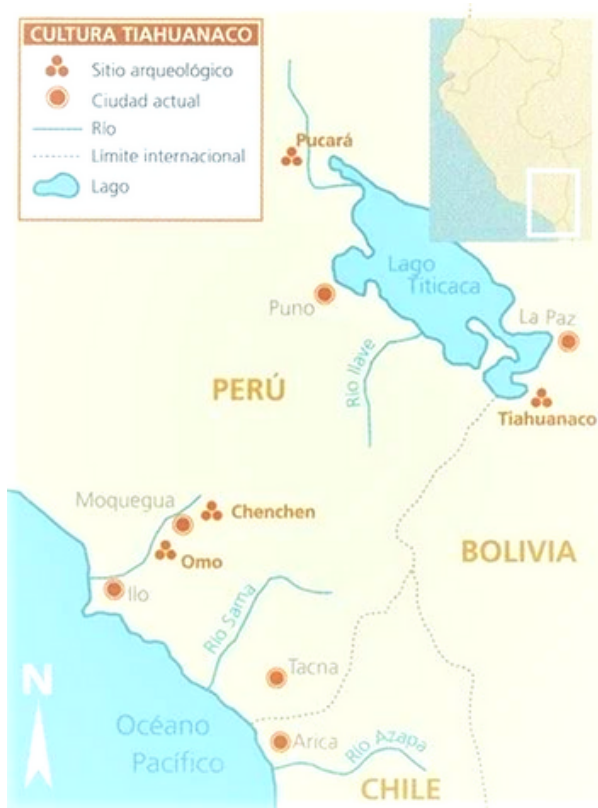 CULTURA TIAHUANACO
Sitio arqueológico
Ciudad actual
Río
Límite internacional
Lago
Pucará
Lago
Titicaca
Puno
La Paz
Río Ilave
PERÚ
Tiahuanaco
Moquegua
Chenchen
Omo
BOLIVIA
Ilo
Río Sama
Tacna
N
Océano
Pacífico
Arica
Río Azapa
CHILE